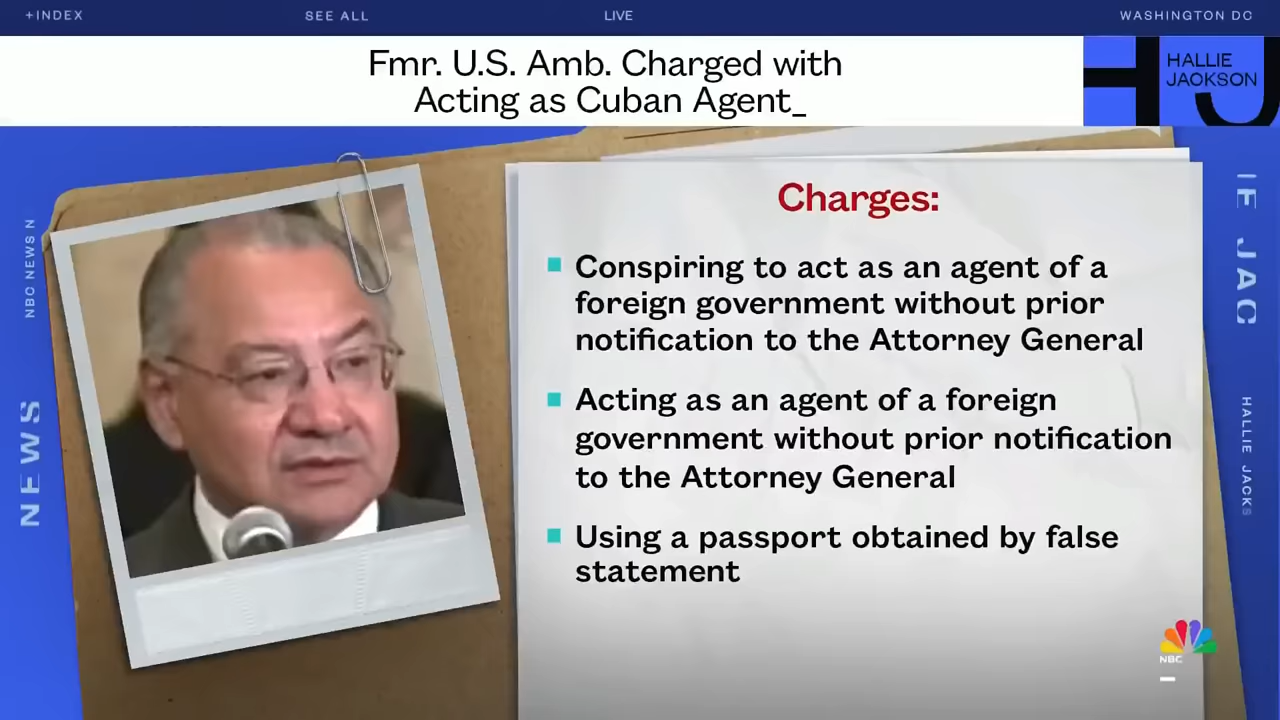 +INDEX
SEE ALL
LIVE
WASHINGTON DC
Fmr. U.S. Amb. Charged with
Acting as Cuban Agent_
HALLIE
JACKSON
Charges:
Conspiring to act as an agent of a
foreign government without prior
notification to the Attorney General
Acting as an agent of a foreign
government without prior notification
to the Attorney General
Using a passport obtained by false
statement
NBC NEWS N
NEWS
IE JAC
HALLIE JACKS
NBC